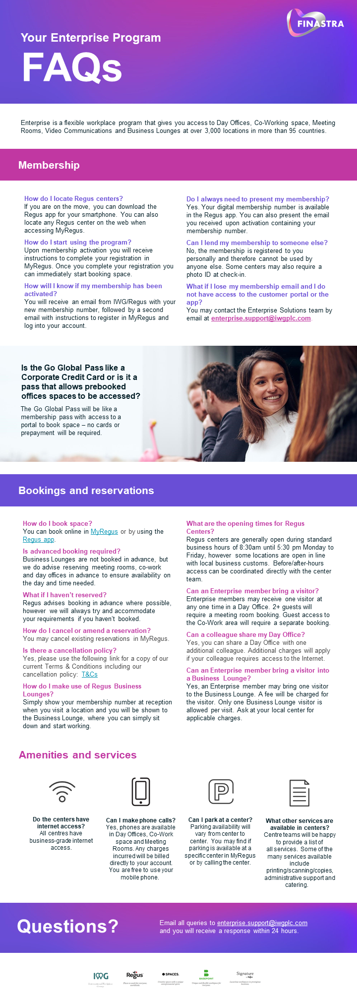 FINASTRA
Your Enterprise Program
FAQs
Enterprise is a flexible workplace program that gives you access to Day Offices, Co-Working space, Meeting
Rooms, Video Communications and Business Lounges at over 3,000 locations in more than 95 countries.
Membership
How do I locate Regus centers?
If you are on the move, you can download the
Regus app for your smartphone. You can also
locate any Regus center on the web when
accessing MyRegus.
How do I start using the program?
Upon membership activation you will receive
instructions to complete your registration in
MyRegus. Once you complete your registration you
can immediately start booking space.
How will I know if my membership has been
activated?
You will receive an email from IWG/Regus with your
new membership number, followed by a second
email with instructions to register in MyRegus and
log into your account.
Do I always need to present my membership?
Yes. Your digital membership number is available
in the Regus app. You can also present the email
you received upon activation containing your
membership number.
Can I lend my membership to someone else?
No, the membership is registered to you
personally and therefore cannot be used by
anyone else. Some centers may also require a
photo ID at check-in.
What if I lose my membership email and I do
not have access to the customer portal or the
app?
You may contact the Enterprise Solutions team by
email at enterprise.support@iwgplc.com.
Is the Go Global Pass like a
Corporate Credit Card or is it a
pass that allows prebooked
offices spaces to be accessed?
The Go Global Pass will be like a
membership pass with access to a
portal to book space – no cards or
prepayment will be required.
Bookings and reservations
How do I book space?
You can book online in MyRegus or by using the
Regus app.
Is advanced booking required?
Business Lounges are not booked in advance, but
we do advise reserving meeting rooms, co-work
and day offices in advance to ensure availability on
the day and time needed.
What if I haven't reserved?
Regus advises booking in advance where possible,
however we will always try and accommodate
your requirements if you haven't booked.
How do I cancel or amend a reservation?
You may cancel existing reservations in MyRegus.
Is there a cancellation policy?
Yes, please use the following link for a copy of our
current Terms & Conditions including our
cancellation policy: T&Cs
How do I make use of Regus Business
Lounges?
Simply show your membership number at reception
when you visit a location and you will be shown to
the Business Lounge, where you can simply sit
down and start working.
What are the opening times for Regus
Centers?
Regus centers are generally open during standard
business hours of 8:30am until 5:30 pm Monday to
Friday, however some locations are open in line
with local business customs. Before/after-hours
access can be coordinated directly with the center
team.
Can an Enterprise member bring a visitor?
Enterprise members may receive one visitor at
any one time in a Day Office. 2+ guests will
require a meeting room booking. Guest access to
the Co-Work area will require a separate booking.
Can a colleague share my Day Office?
Yes, you can share a Day Office with one
additional colleague. Additional charges will apply
if your colleague requires access to the Internet.
Can an Enterprise member bring a visitor into
a Business Lounge?
Yes, an Enterprise member may bring one visitor
to the Business Lounge. A fee will be charged for
the visitor. Only one Business Lounge visitor is
allowed per visit. Ask at your local center for
applicable charges.
Amenities and services
Do the centers have
internet access?
All centres have
business-grade internet
access.
Can I make phone calls?
Yes, phones are available
in Day Offices, Co-Work
space and Meeting
Rooms. Any charges
incurred will be billed
directly to your account.
You are free to use your
mobile phone.
P
Can I park at a center?
Parking availability will
vary from center to
center. You may find if
parking is available at a
specific center in MyRegus
or by calling the center.
What other services are
available in centers?
Centre teams will be happy
to provide a list of
all services. Some of the
many services available
include
printing/scanning/copies,
administrative support and
catering.
Questions?
Email all queries to enterprise.support@iwgplc.com
and you will receive a response within 24 hours.
IWG
International Workplace
Group
Regus
Places to work for everyone,
worldwide.
SPACES.
Creative spaces with a unique
entrepreneurial spirit.
BASEPOINT
Unique and flexible workspace for
everyone.
Signature
by Regus
Luxurious workspaces in prestigious
locations.